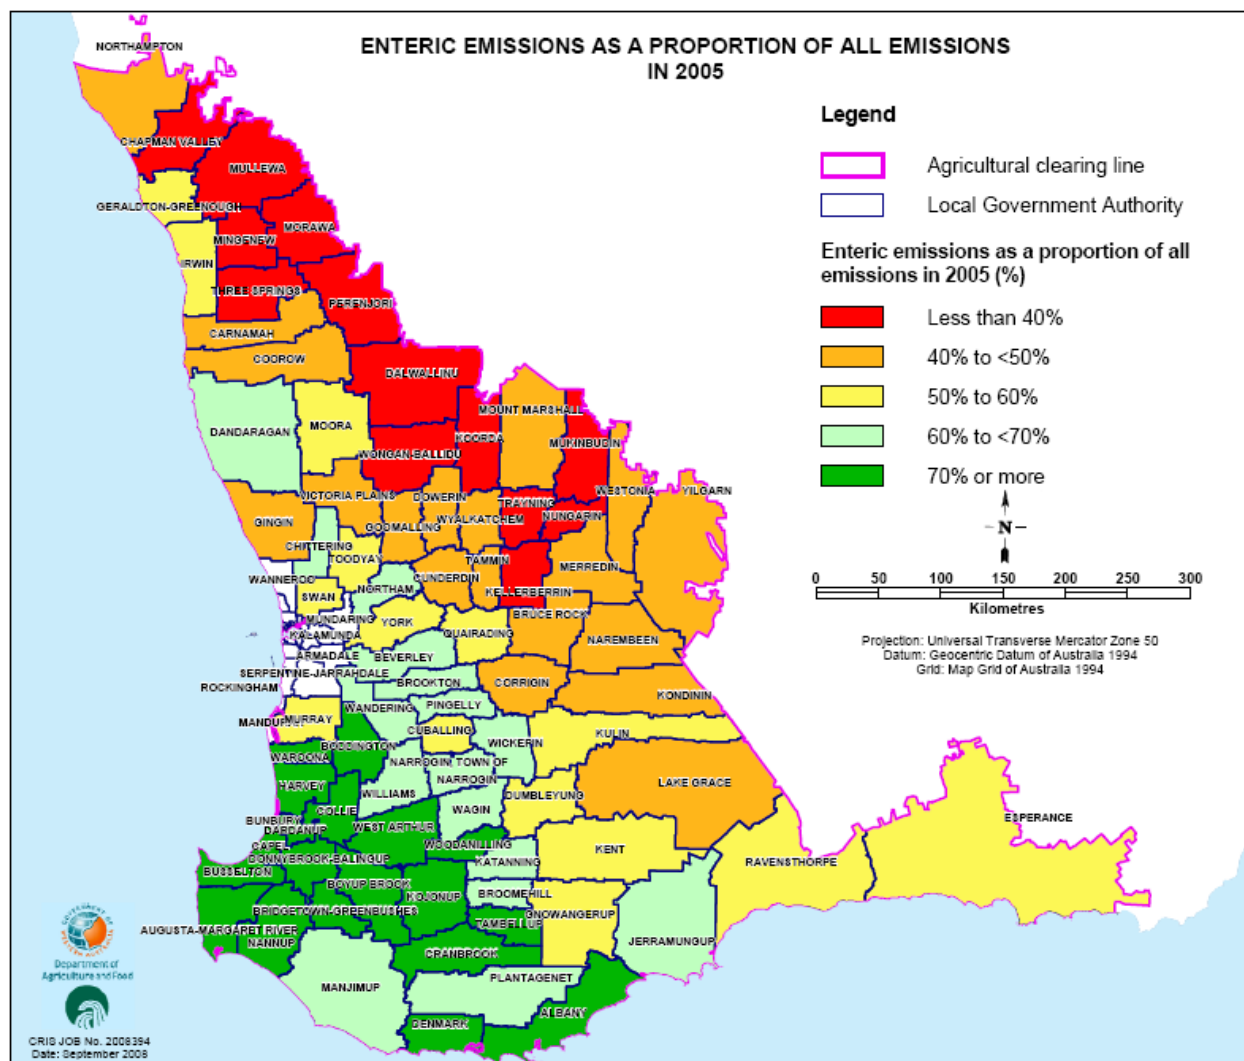 ENTERIC EMISSIONS AS A PROPORTION OF ALL EMISSIONS
IN 2005
Legend
Agricultural clearing line
Local Government Authority
Enteric emissions as a proportion of all
emissions in 2005 (%)
Less than 40%
40% to <50%
50% to 60%
60% to <70%
70% or more
N
0 50 100 150 200 250 300
Kilometres
Projection: Universal Transverse Mercator Zone 50
Datum: Geocentric Datum of Australia 1994
Grid: Map Grid of Australia 1994
NORTHAMPTON
CHAPMAN VALLEY
MULLEWA
GERALDTON-GREENOUGH
MORAWA
MINGENEW
IRWIN
THREE SPRINGS
PERENJORI
CARNAMAH
COOROW
DALWALLINU
MOUNT MARSHALL
DANDARAGAN
MOORA
KOORDA
MUKINBUDIN
WONGAN-BALLIDU
WESTONIA
YILGARN
VICTORIA PLAINS
DOWERIN
TRAYNING
NUNGARIN
GINGIN
GOOMALLING
WYALKATCHEM
CHITTERING
TOODYAY
TAMMIN
MERREDIN
WANNEROO
CUNDERDIN
NORTHAM
KELLERBERRIN
SWAN
BRUCE ROCK
MUNDARING
YORK
KALAMUNDA
QUAIRADING
NAREMBEEN
ARMADALE
BEVERLEY
SERPENTINE-JARRAHDALE
ROCKINGHAM
BROOKTON
CORRIGIN
KONDININ
WANDERING
PINGELLY
MURRAY
CUBALLING
KULIN
WICKEPIN
BODDINGTON
WAROONA
NARROGIN, TOWN OF
NARROGIN
LAKE GRACE
HARVEY
WILLIAMS
DUMBLEYUNG
COLLIE
WAGIN
BUNBURY
DARDANUP
WEST ARTHUR
ESPERANCE
CAPEL
WOODANILLING
KENT
DONNYBROOK-BALINGUP
KATANNING
RAVENSTHORPE
BUSSELTON
BOYUP BROOK
KOJONUP
BROOMEHILL
BRIDGETOWN-GREENBUSHES
GNOWANGERUP
TAMBELLUP
AUGUSTA-MARGARET RIVER
NANNUP
JERRAMUNGUP
CRANBROOK
PLANTAGENET
MANJIMUP
ALBANY
DENMARK
GOVERNMENT OF
WESTERN AUSTRALIA
Department of
Agriculture and Food
CRIS JOB No. 2008394
Date: September 2008